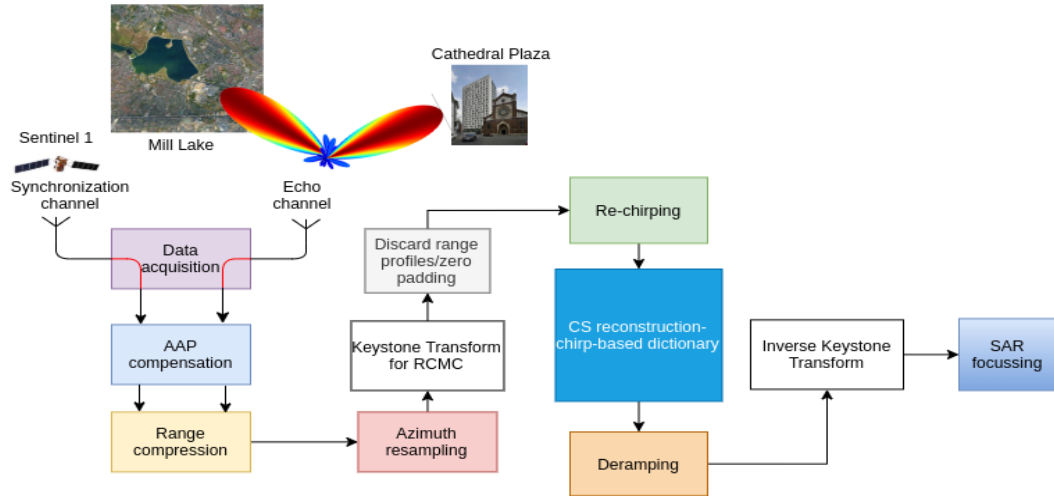 Cathedral Plaza
Sentinel 1
Mill Lake
Synchronization
channel
Echo
channel
Data
acquisition
AAP
compensation
Range
compression
Azimuth
resampling
Keystone Transform
for RCMC
Discard range
profiles/zero
padding
Re-chirping
CS reconstruction-
chirp-based dictionary
Deramping
Inverse Keystone
Transform
SAR
focussing